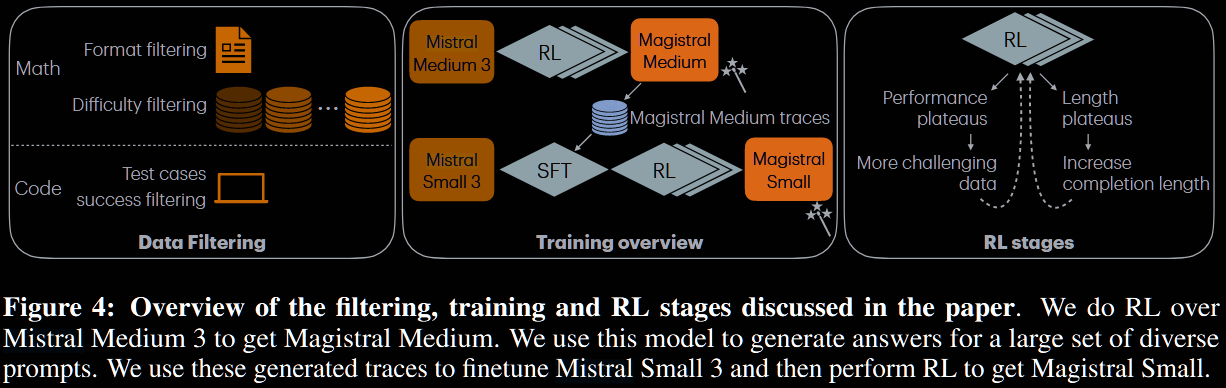 Math
Format filtering
Difficulty filtering
...
Code
Test cases
success filtering
Data Filtering
Mistral
Medium 3
RL
Magistral
Medium
Magistral Medium traces
Mistral
Small 3
SFT
RL
Magistral
Small
Training overview
RL
Performance
plateaus
Length
plateaus
More challenging
data
Increase
completion length
RL stages
Figure 4: Overview of the filtering, training and RL stages discussed in the paper. We do RL over
Mistral Medium 3 to get Magistral Medium. We use this model to generate answers for a large set of diverse
prompts. We use these generated traces to finetune Mistral Small 3 and then perform RL to get Magistral Small.